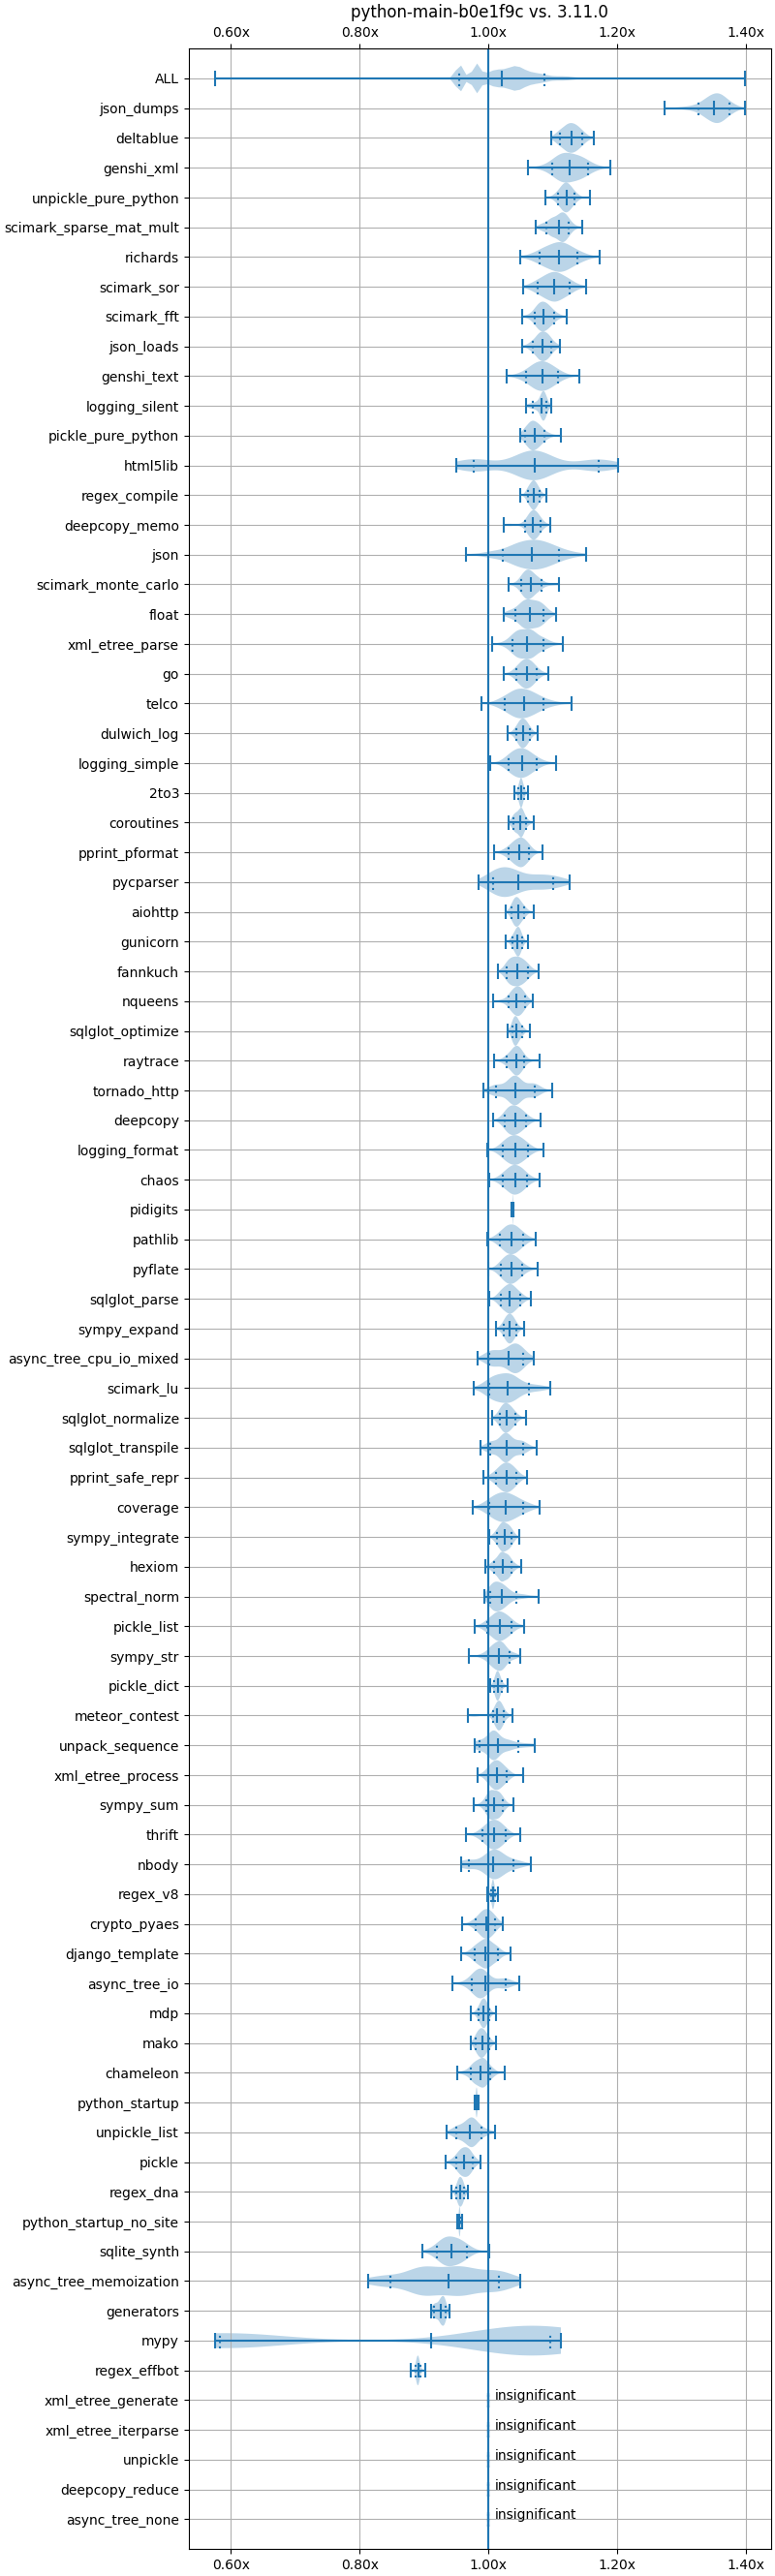 python-main-b0e1f9c vs. 3.11.0
0.60x 0.80x 1.00x 1.20x 1.40x
ALL
json_dumps
deltablue
genshi_xml
unpickle_pure_python
scimark_sparse_mat_mult
richards
scimark_sor
scimark_fft
json_loads
genshi_text
logging_silent
pickle_pure_python
html5lib
regex_compile
deepcopy_memo
json
scimark_monte_carlo
float
xml_etree_parse
go
telco
dulwich_log
logging_simple
2to3
coroutines
pprint_pformat
pycparser
aiohttp
gunicorn
fannkuch
nqueens
sqlglot_optimize
raytrace
tornado_http
deepcopy
logging_format
chaos
pidigits
pathlib
pyflate
sqlglot_parse
sympy_expand
async_tree_cpu_io_mixed
scimark_lu
sqlglot_normalize
sqlglot_transpile
pprint_safe_repr
coverage
sympy_integrate
hexiom
spectral_norm
pickle_list
sympy_str
pickle_dict
meteor_contest
unpack_sequence
xml_etree_process
sympy_sum
thrift
nbody
regex_v8
crypto_pyaes
django_template
async_tree_io
mdp
mako
chameleon
python_startup
unpickle_list
pickle
regex_dna
python_startup_no_site
sqlite_synth
async_tree_memoization
generators
mypy
regex_effbot
xml_etree_generate insignificant
xml_etree_iterparse insignificant
unpickle insignificant
deepcopy_reduce insignificant
async_tree_none insignificant
0.60x 0.80x 1.00x 1.20x 1.40x